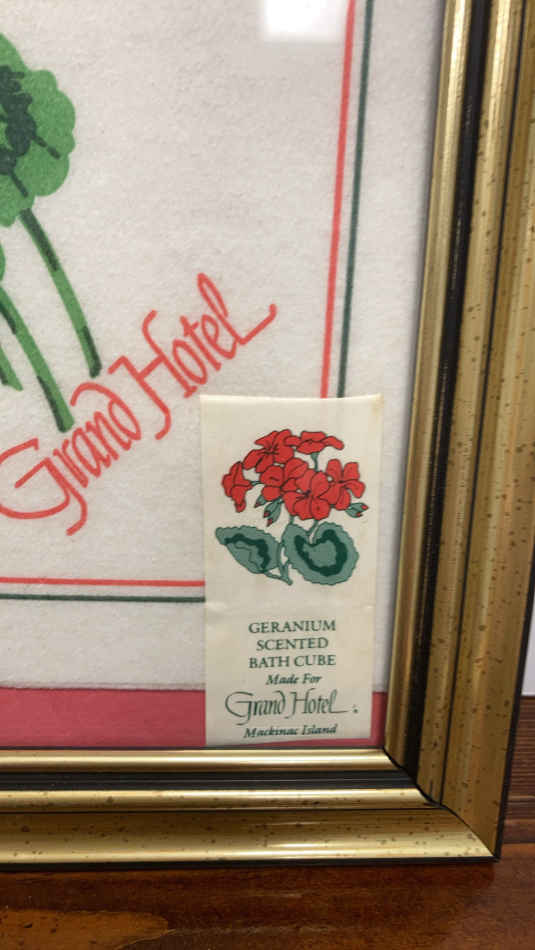 Grand Hotel
GERANIUM
SCENTED
BATH CUBE
Made For
Grand Hotel
Mackinac Island